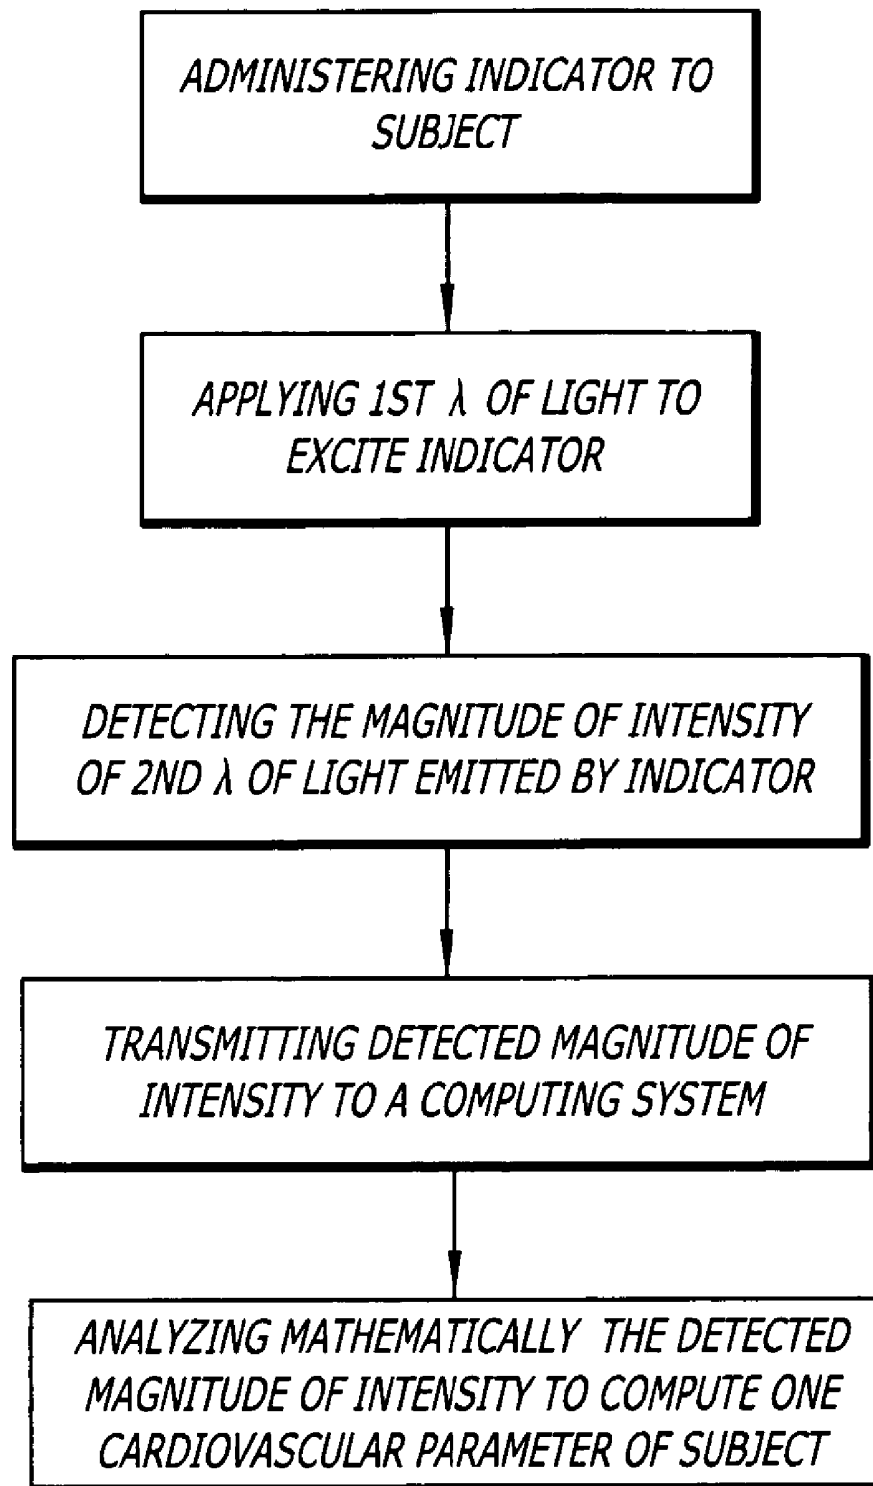 ADMINISTERING INDICATOR TO
SUBJECT
APPLYING 1ST λ OF LIGHT TO
EXCITE INDICATOR
DETECTING THE MAGNITUDE OF INTENSITY
OF 2ND λ OF LIGHT EMITTED BY INDICATOR
TRANSMITTING DETECTED MAGNITUDE OF
INTENSITY TO A COMPUTING SYSTEM
ANALYZING MATHEMATICALLY THE DETECTED
MAGNITUDE OF INTENSITY TO COMPUTE ONE
CARDIOVASCULAR PARAMETER OF SUBJECT